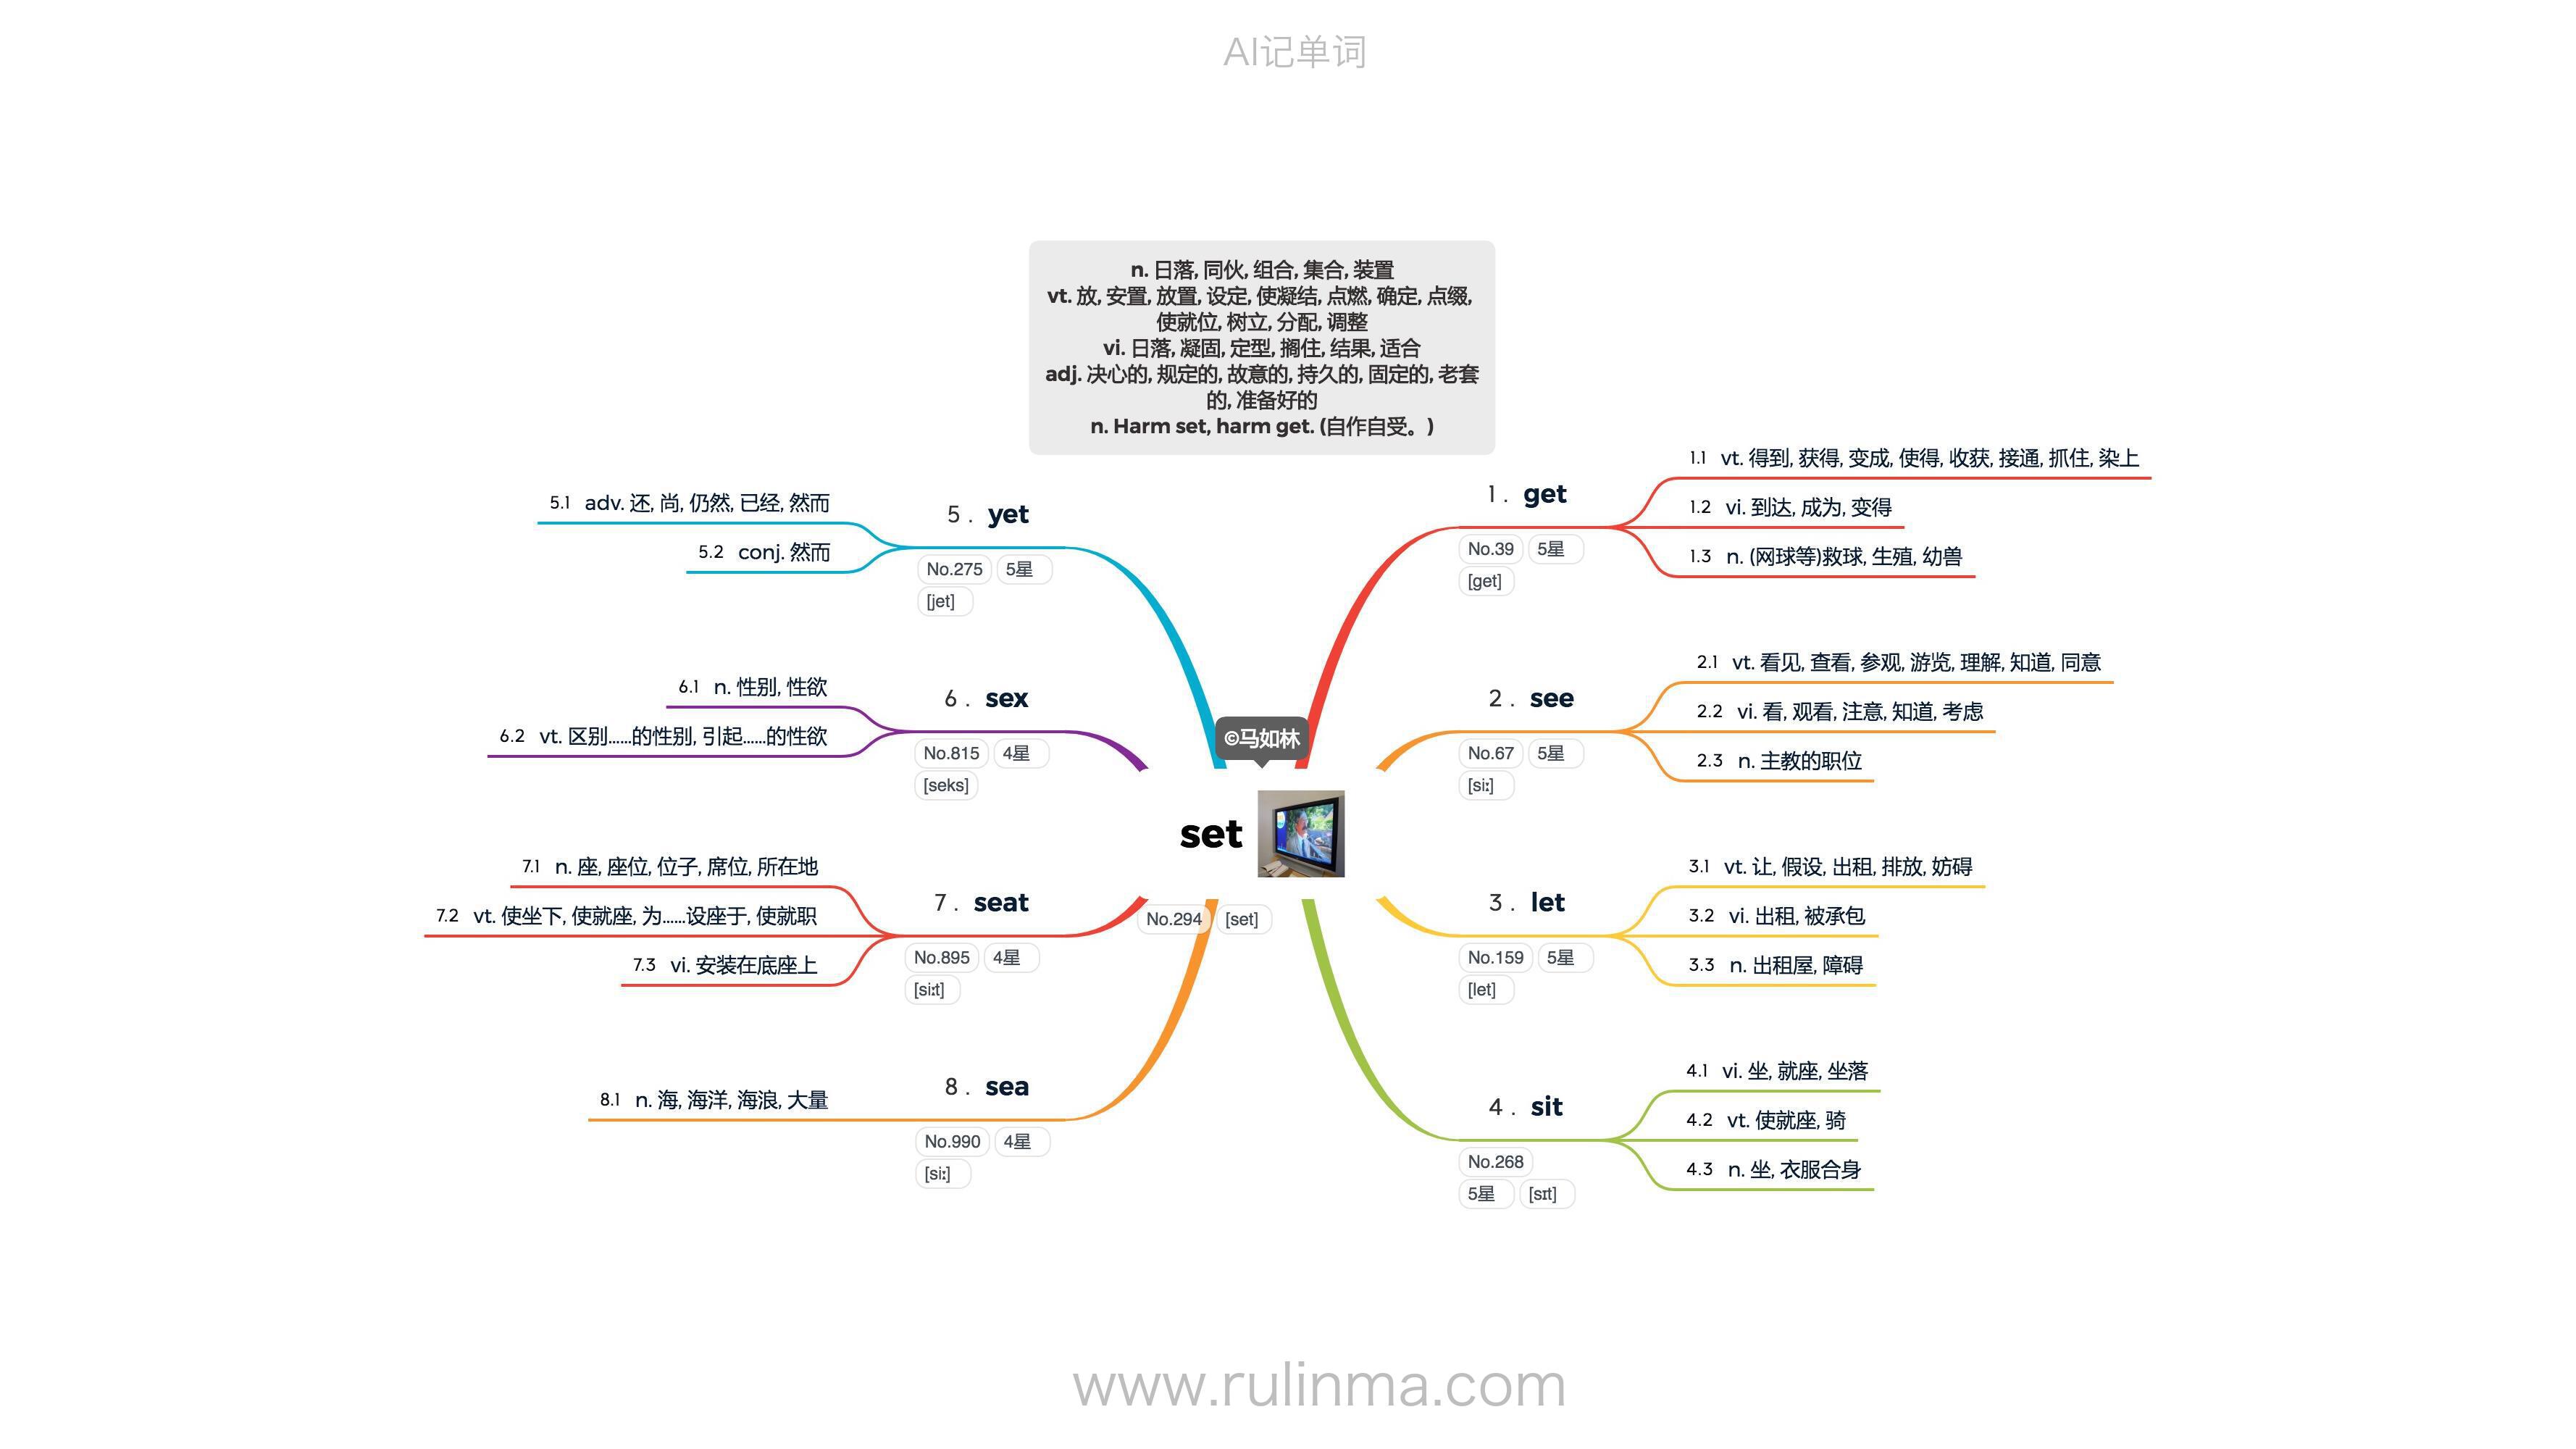 AI记单词
n. 日落, 同伙, 组合, 集合, 装置
vt. 放, 安置, 放置, 设定, 使凝结, 点燃, 确定, 点缀,
使就位, 树立, 分配, 调整
vi. 日落, 凝固, 定型, 搁住, 结果, 适合
adj. 决心的, 规定的, 故意的, 持久的, 固定的, 老套
的, 准备好的
n. Harm set, harm get. (自作自受。)
©马如林
set
No.294 [set]
1. get
No.39 5星
[get]
1.1 vt. 得到, 获得, 变成, 使得, 收获, 接通, 抓住, 染上
1.2 vi. 到达, 成为, 变得
1.3 n. (网球等)救球, 生殖, 幼兽
2. see
No.67 5星
[siː]
2.1 vt. 看见, 查看, 参观, 游览, 理解, 知道, 同意
2.2 vi. 看, 观看, 注意, 知道, 考虑
2.3 n. 主教的职位
3. let
No.159 5星
[let]
3.1 vt. 让, 假设, 出租, 排放, 妨碍
3.2 vi. 出租, 被承包
3.3 n. 出租屋, 障碍
4. sit
No.268
5星 [sɪt]
4.1 vi. 坐, 就座, 坐落
4.2 vt. 使就座, 骑
4.3 n. 坐, 衣服合身
5. yet
No.275 5星
[jet]
5.1 adv. 还, 尚, 仍然, 已经, 然而
5.2 conj. 然而
6. sex
No.815 4星
[seks]
6.1 n. 性别, 性欲
6.2 vt. 区别……的性别, 引起……的性欲
7. seat
No.895 4星
[siːt]
7.1 n. 座, 座位, 位子, 席位, 所在地
7.2 vt. 使坐下, 使就座, 为……设座于, 使就职
7.3 vi. 安装在底座上
8. sea
No.990 4星
[siː]
8.1 n. 海, 海洋, 海浪, 大量
www.rulinma.com